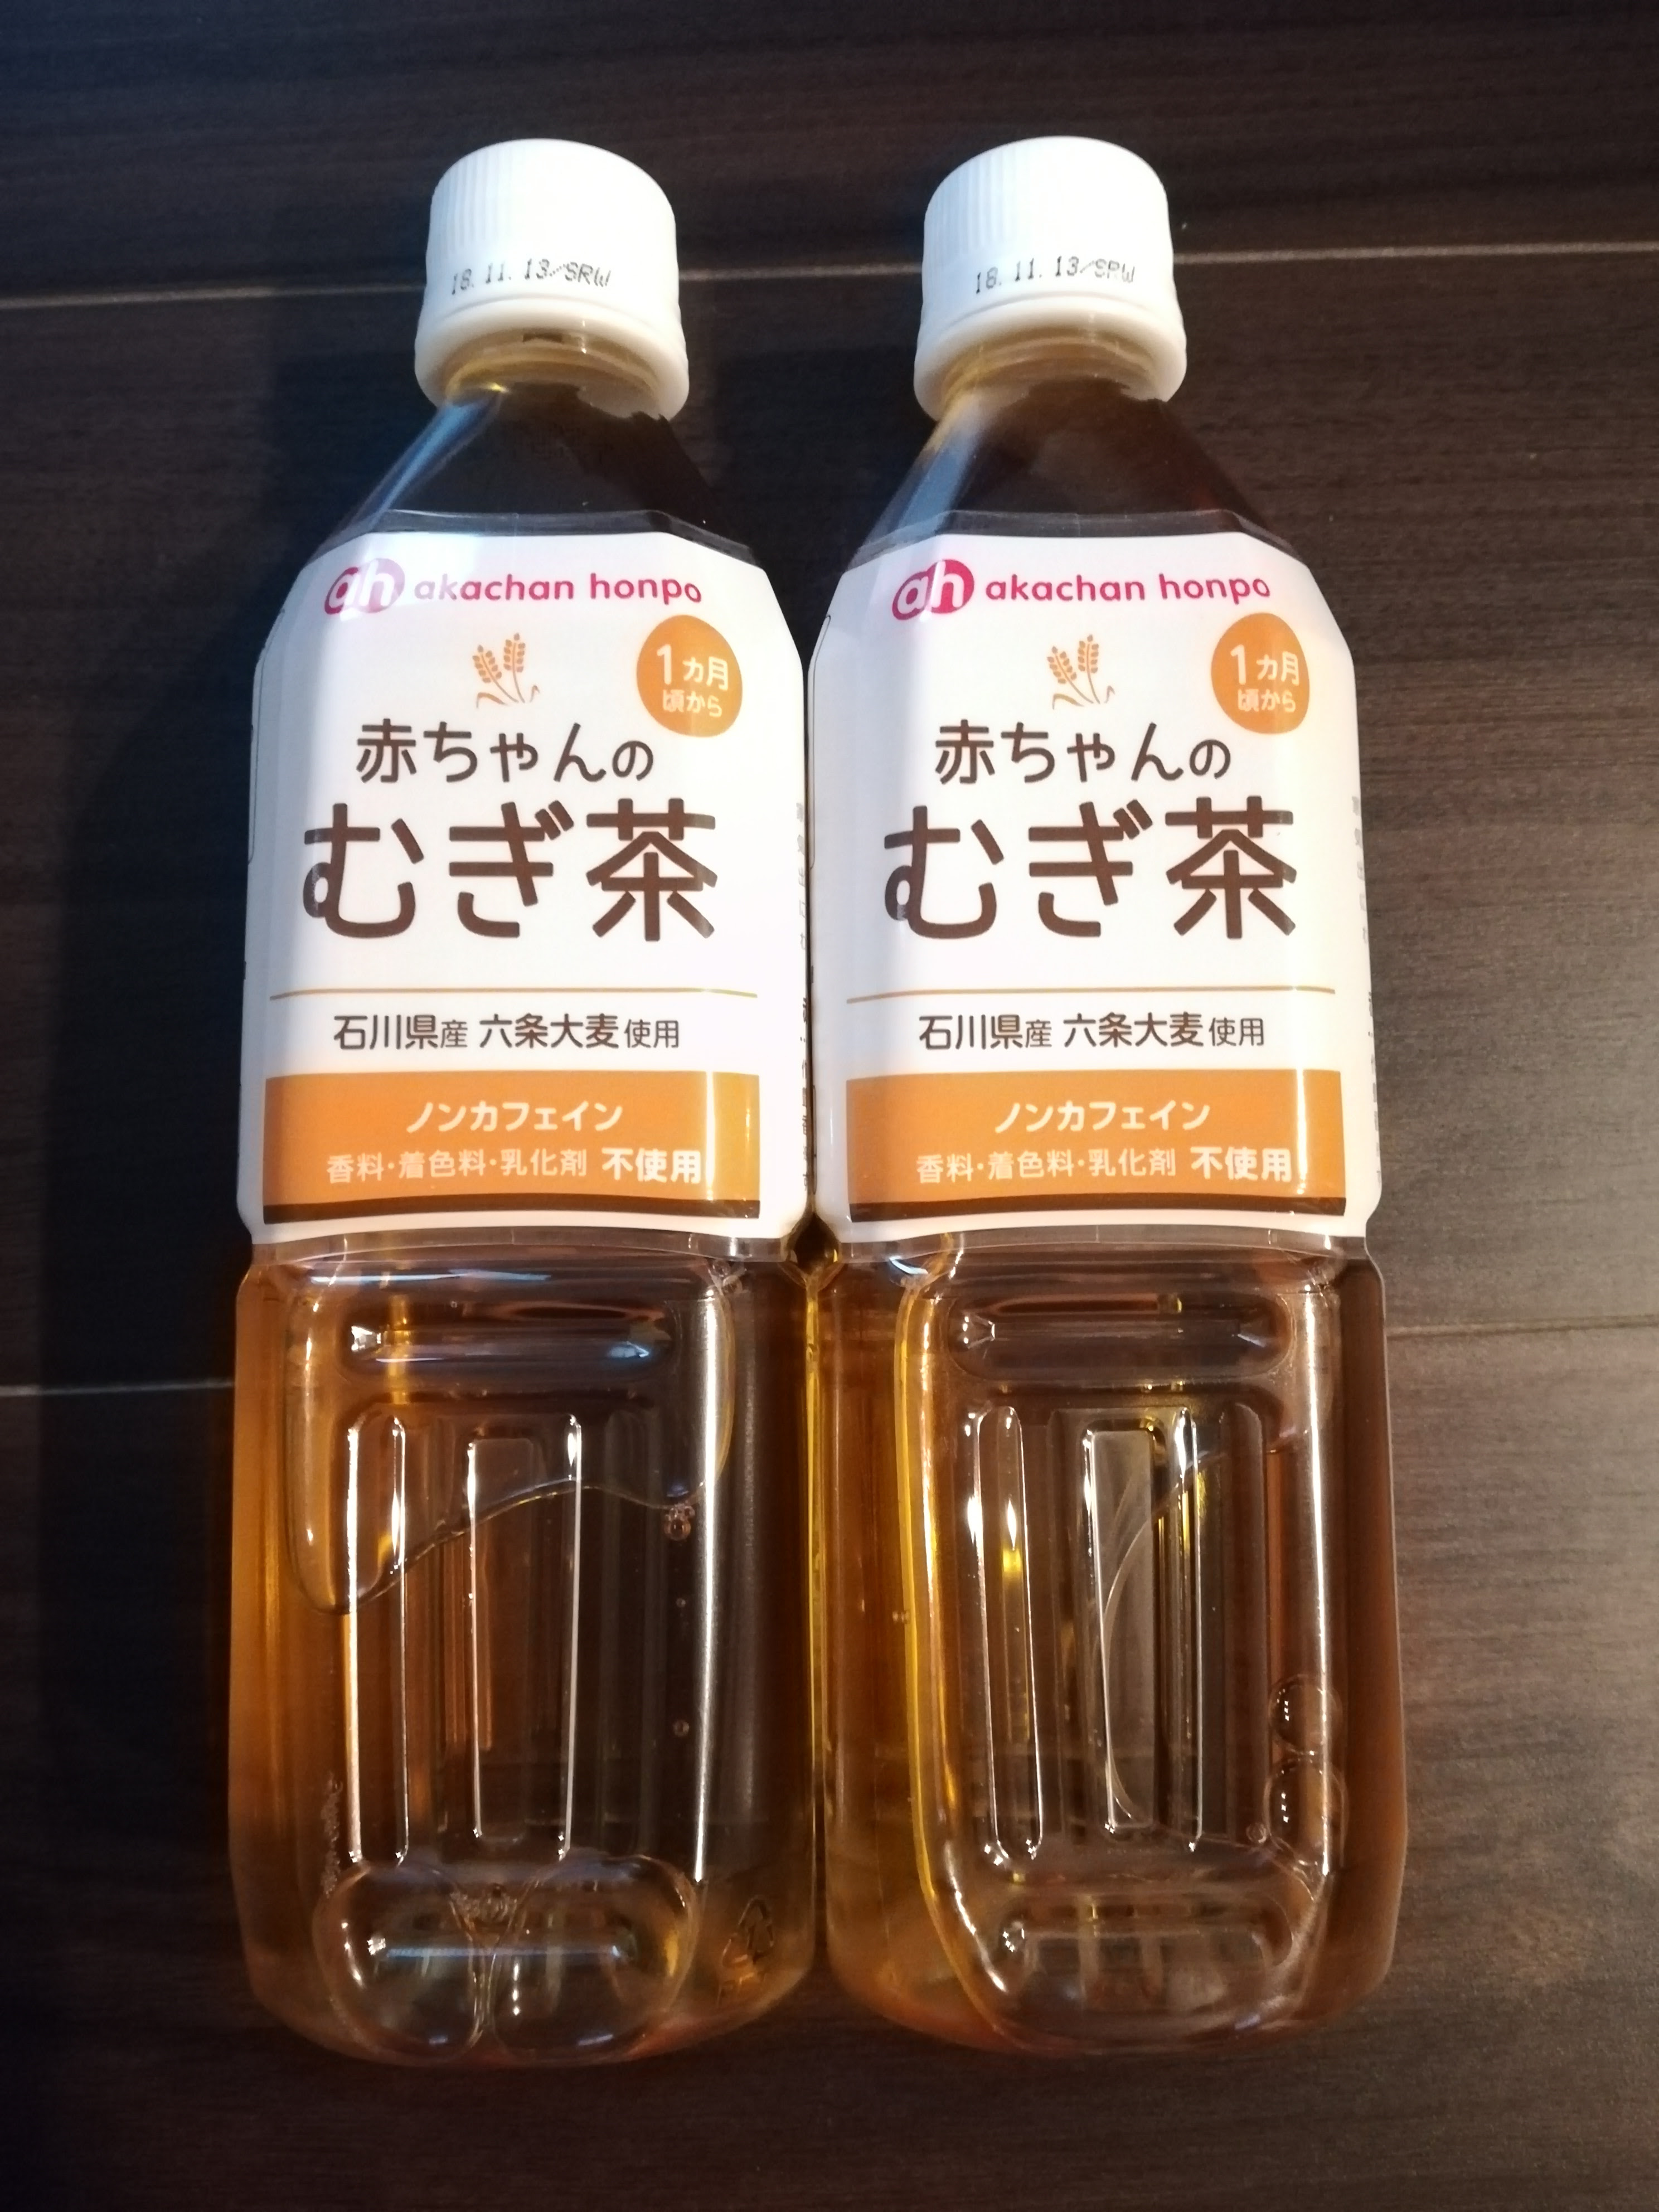 18.11.13/SRW
ah akachan honpo
1カ月
頃から
赤ちゃんの
むぎ茶
石川県産 六条大麦使用
ノンカフェイン
香料・着色料・乳化剤 不使用
18.11.13/SRW
ah akachan honpo
1カ月
頃から
赤ちゃんの
むぎ茶
石川県産 六条大麦使用
ノンカフェイン
香料・着色料・乳化剤 不使用